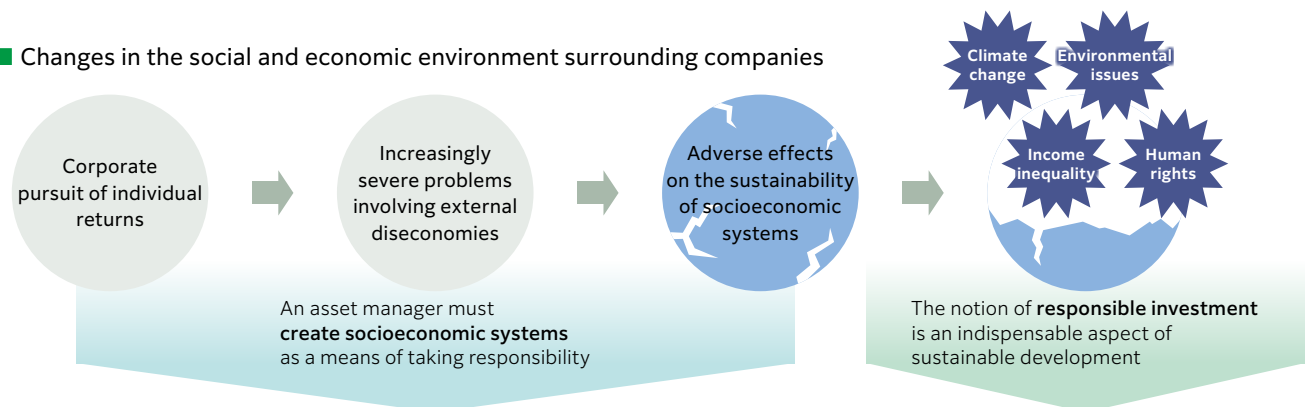 Changes in the social and economic environment surrounding companies
Corporate
pursuit of individual
returns
Increasingly
severe problems
involving external
diseconomies
Adverse effects
on the sustainability
of socioeconomic
systems
Climate
change
Environmental
issues
Income
inequality
Human
rights
An asset manager must
create socioeconomic systems
as a means of taking responsibility
The notion of responsible investment
is an indispensable aspect of
sustainable development